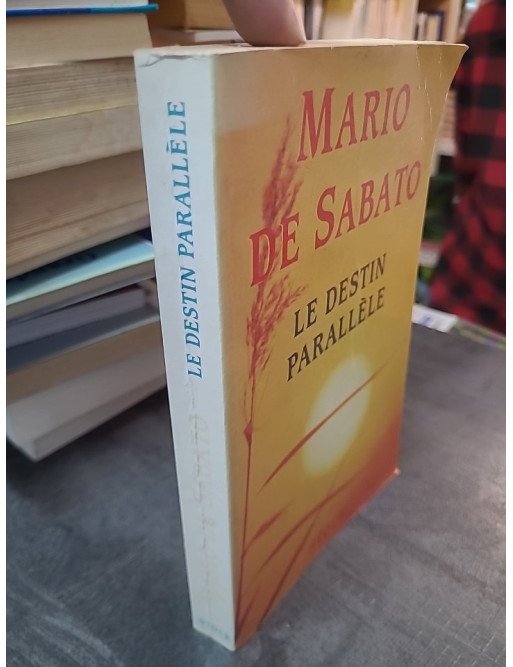 MARIO
DE SABATO
LE DESTIN
PARALLÈLE
LE DESTIN PARALLÈLE